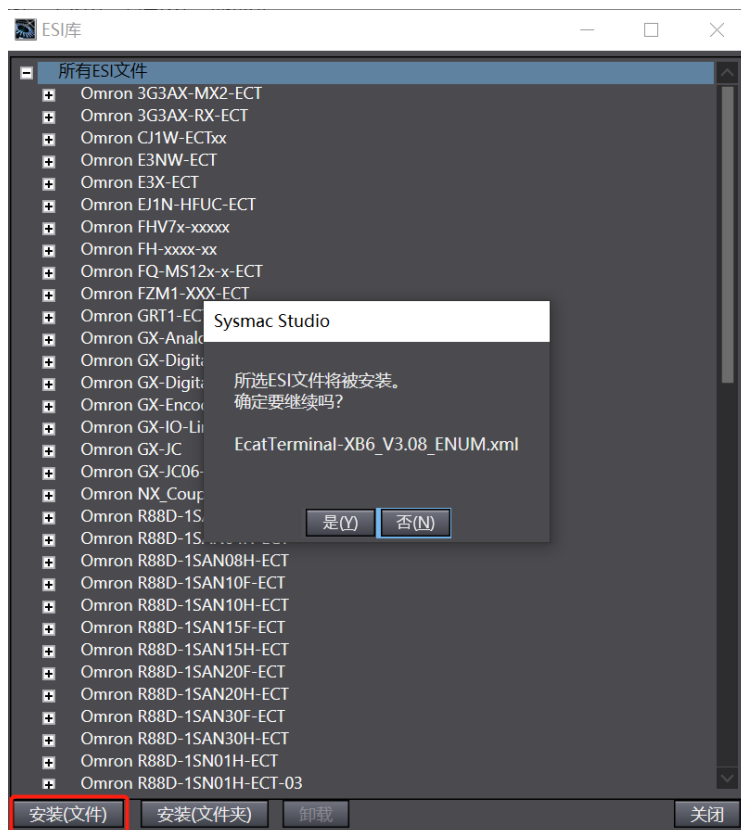 ESI库
所有ESI文件
Omron 3G3AX-MX2-ECT
Omron 3G3AX-RX-ECT
Omron CJ1W-ECTxx
Omron E3NW-ECT
Omron E3X-ECT
Omron EJ1N-HFUC-ECT
Omron FHV7x-xxxxx
Omron FH-xxxx-xx
Omron FQ-MS12x-x-ECT
Omron FZM1-XXX-ECT
Omron GRT1-EC
Omron GX-Analo
Omron GX-Digita
Omron GX-Digita
Omron GX-Enco
Omron GX-IO-Li
Omron GX-JC
Omron GX-JC06-
Omron NX_Coup
Omron R88D-1S
Omron R88D-1S
Omron R88D-1SAN08H-ECT
Omron R88D-1SAN10F-ECT
Omron R88D-1SAN10H-ECT
Omron R88D-1SAN15F-ECT
Omron R88D-1SAN15H-ECT
Omron R88D-1SAN20F-ECT
Omron R88D-1SAN20H-ECT
Omron R88D-1SAN30F-ECT
Omron R88D-1SAN30H-ECT
Omron R88D-1SN01H-ECT
Omron R88D-1SN01H-ECT-03
Sysmac Studio
所选ESI文件将被安装。
确定要继续吗?
EcatTerminal-XB6_V3.08_ENUM.xml
是(Y) 否(N)
安装(文件) 安装(文件夹) 卸载 关闭